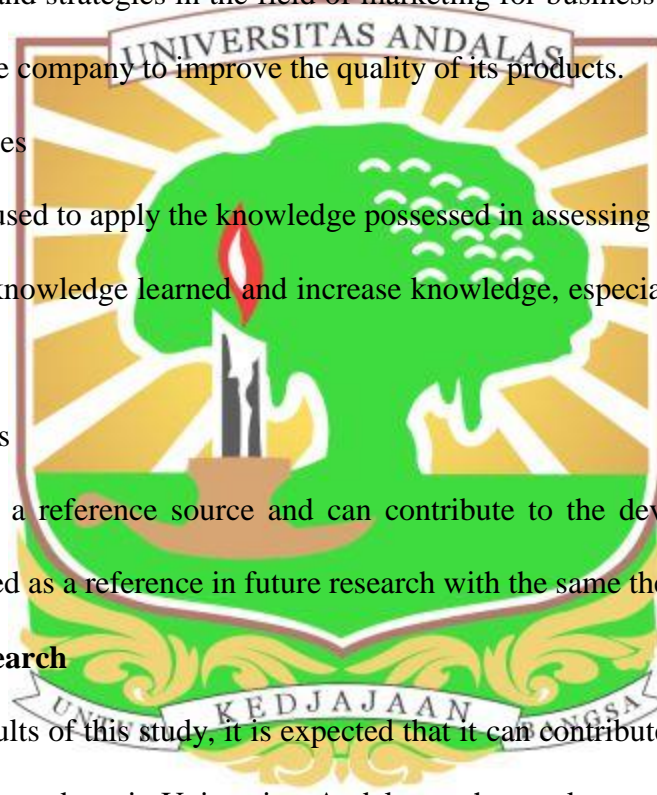 and strategies in the field of marketing for business
UNIVERSITAS ANDALAS
e company to improve the quality of its products.
es
used to apply the knowledge possessed in assessing
knowledge learned and increase knowledge, especia
s
a reference source and can contribute to the dev
ed as a reference in future research with the same the
earch
UNTUK KEDJAJAAN BANGSA
ults of this study, it is expected that it can contribute